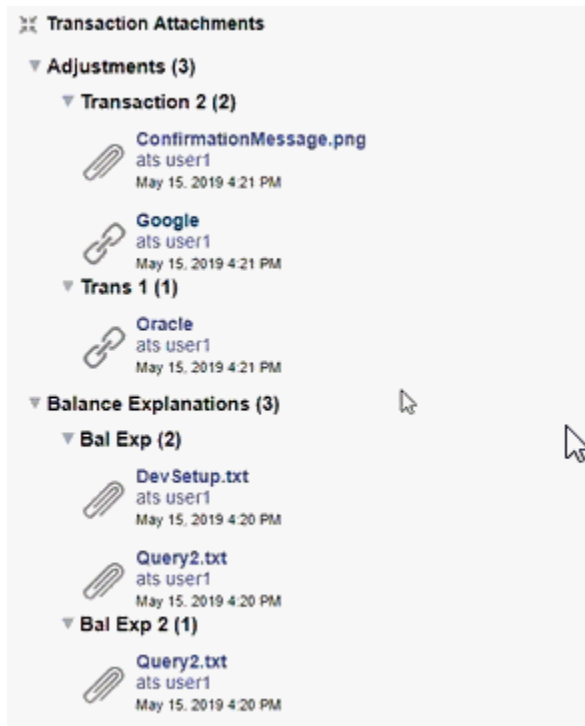 Transaction Attachments
Adjustments (3)
Transaction 2 (2)
ConfirmationMessage.png
ats user1
May 15, 2019 4:21 PM
Google
ats user1
May 15, 2019 4:21 PM
Trans 1 (1)
Oracle
ats user1
May 15, 2019 4:21 PM
Balance Explanations (3)
Bal Exp (2)
DevSetup.txt
ats user1
May 15, 2019 4:20 PM
Query2.txt
ats user1
May 15, 2019 4:20 PM
Bal Exp 2 (1)
Query2.txt
ats user1
May 15, 2019 4:20 PM